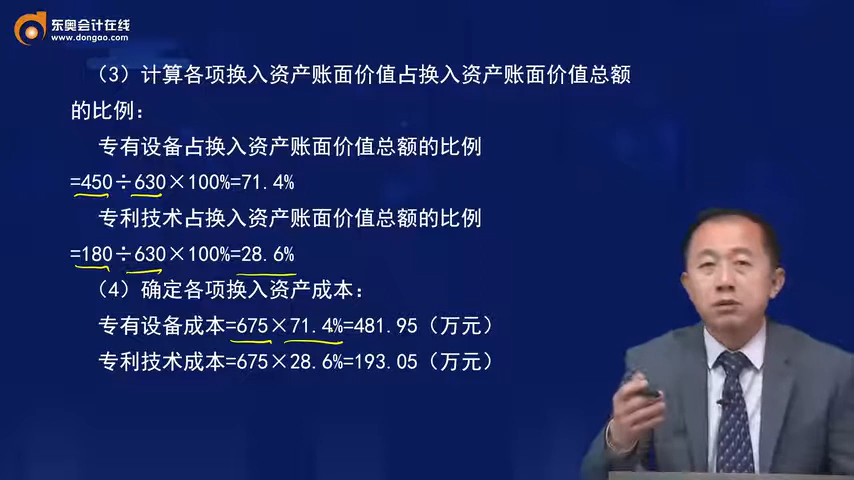 东奥会计在线
www.dongao.com
（3）计算各项换入资产账面价值占换入资产账面价值总额
的比例：
专有设备占换入资产账面价值总额的比例
=450÷630×100%=71.4%
专利技术占换入资产账面价值总额的比例
=180÷630×100%=28.6%
（4）确定各项换入资产成本：
专有设备成本=675×71.4%=481.95（万元）
专利技术成本=675×28.6%=193.05（万元）